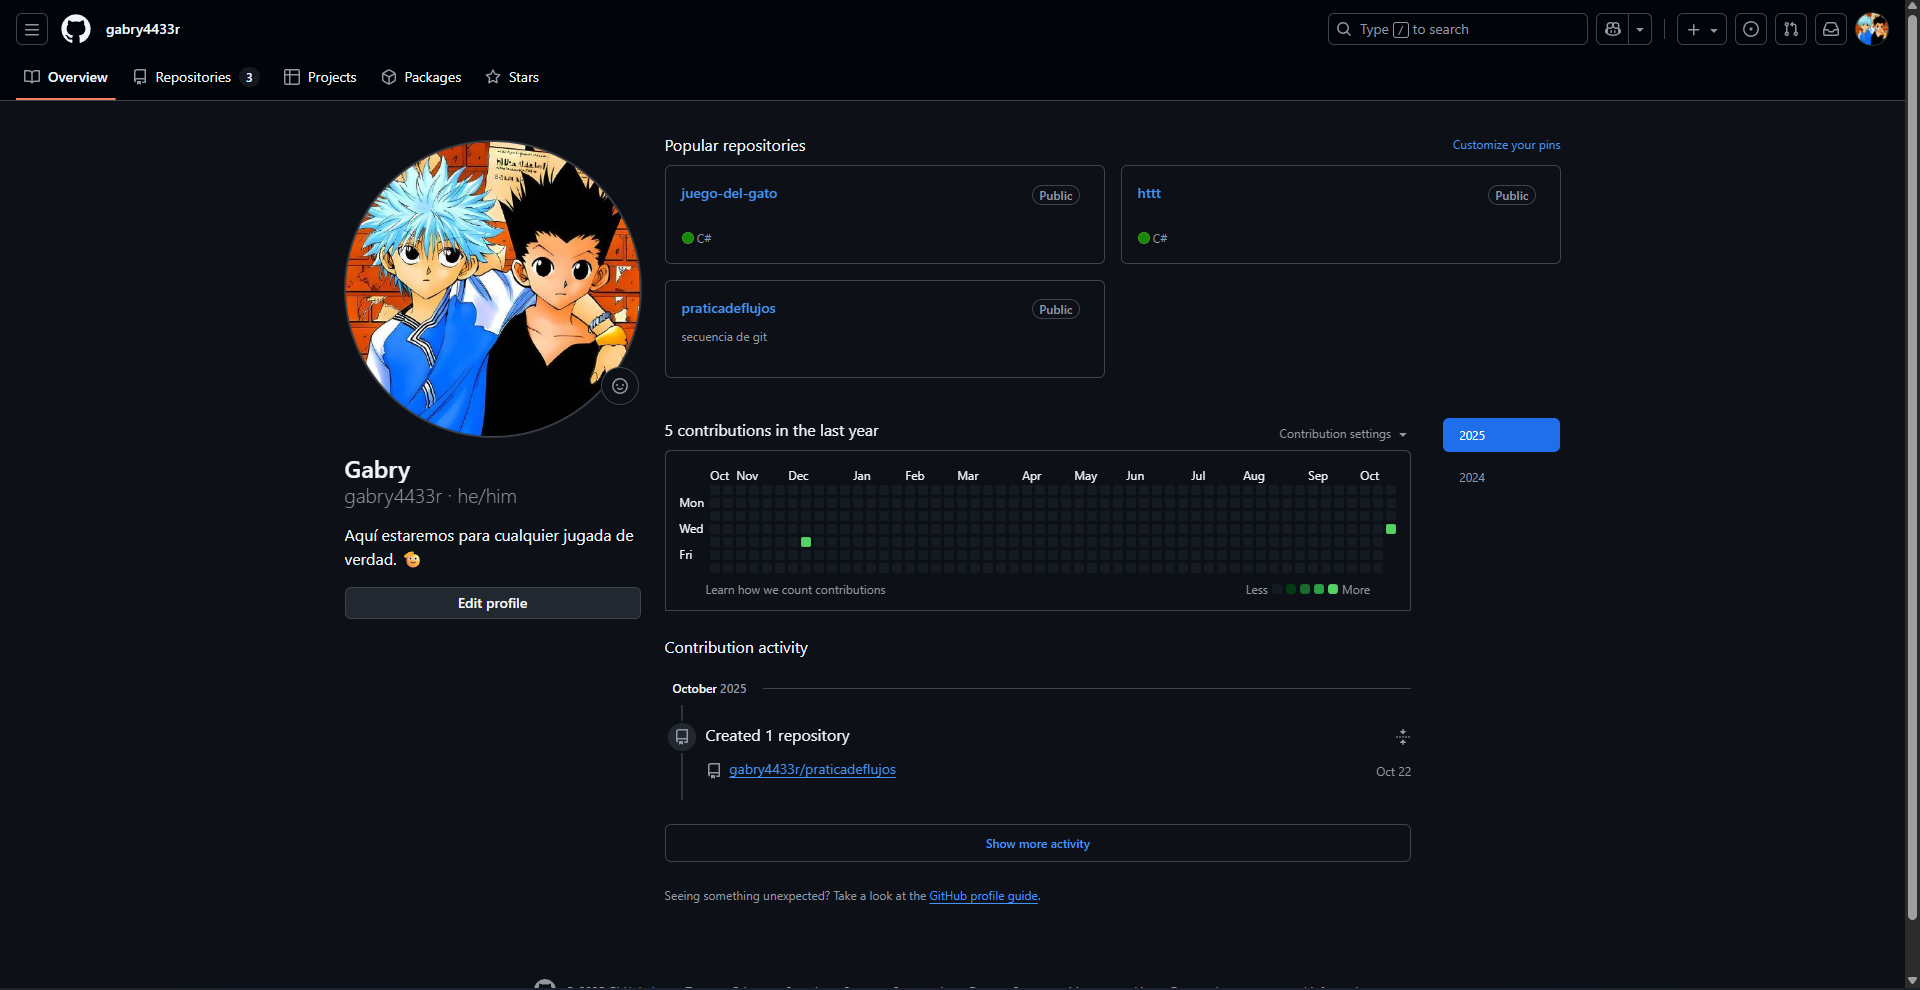 gabry4433r
Type / to search
Overview
Repositories 3
Projects
Packages
Stars
Gabry
gabry4433r · he/him
Aquí estaremos para cualquier jugada de
verdad. 🤠
Edit profile
Popular repositories
Customize your pins
juego-del-gato
Public
C#
httt
Public
C#
praticadeflujos
Public
secuencia de git
5 contributions in the last year
Contribution settings
2025
2024
Oct Nov Dec Jan Feb Mar Apr May Jun Jul Aug Sep Oct
Mon
Wed
Fri
Learn how we count contributions
Less More
Contribution activity
October 2025
Created 1 repository
gabry4433r/praticadeflujos
Oct 22
Show more activity
Seeing something unexpected? Take a look at the GitHub profile guide.